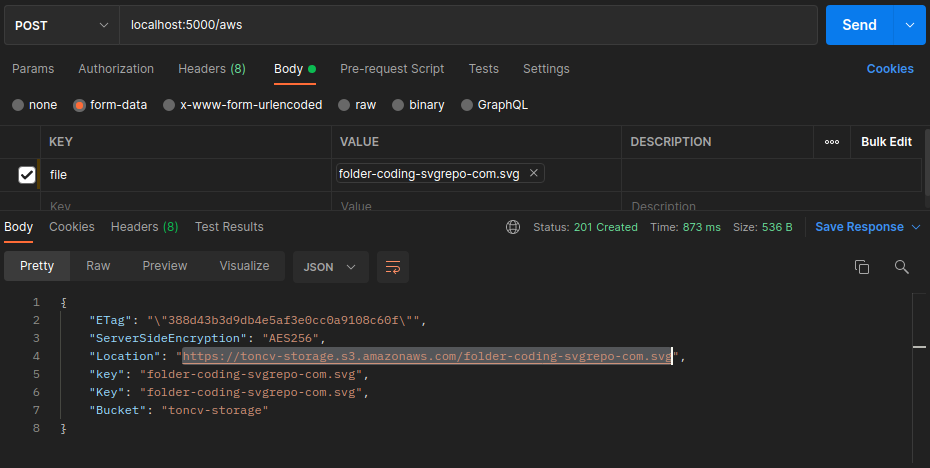 POST localhost:5000/aws Send
Params Authorization Headers (8) Body Pre-request Script Tests Settings Cookies
none form-data x-www-form-urlencoded raw binary GraphQL
KEY VALUE DESCRIPTION ooo Bulk Edit
file folder-coding-svgrepo-com.svg ×
Key Value Description
Body Cookies Headers (8) Test Results Status: 201 Created Time: 873 ms Size: 536 B Save Response
Pretty Raw Preview Visualize JSON
1 {
2 "ETag": "\"388d43b3d9db4e5af3e0cc0a9108c60f\"",
3 "ServerSideEncryption": "AES256",
4 "Location": "https://toncv-storage.s3.amazonaws.com/folder-coding-svgrepo-com.svg",
5 "key": "folder-coding-svgrepo-com.svg",
6 "Key": "folder-coding-svgrepo-com.svg",
7 "Bucket": "toncv-storage"
8 }